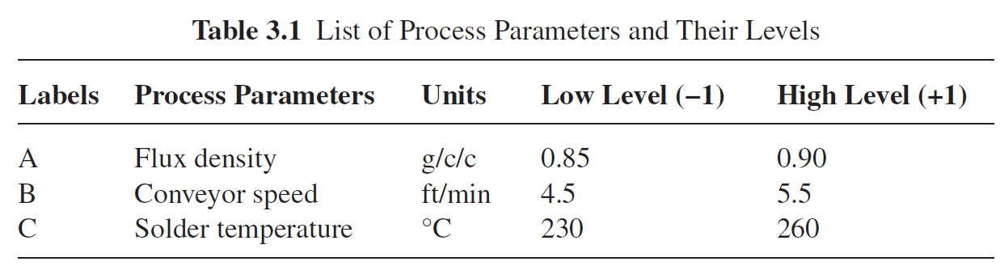 Table 3.1 List of Process Parameters and Their Levels
Labels Process Parameters Units Low Level (−1) High Level (+1)
A Flux density g/c/c 0.85 0.90
B Conveyor speed ft/min 4.5 5.5
C Solder temperature °C 230 260